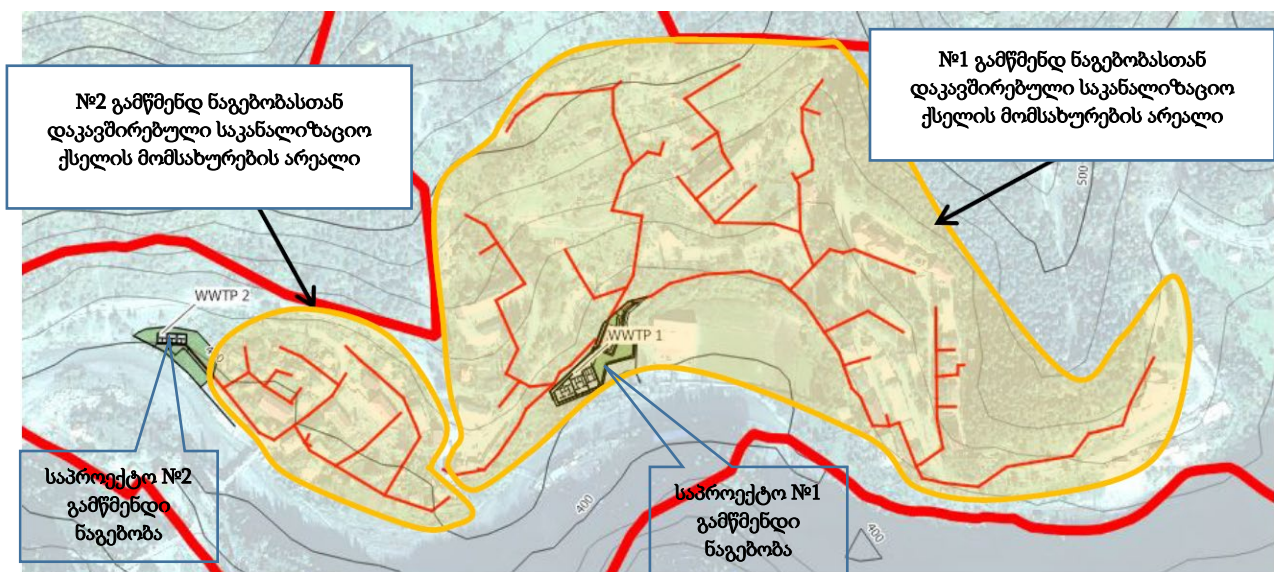 №2 გამწმენდ ნაგებობასთან
დაკავშირებული საკანალიზაციო
ქსელის მომსახურების არეალი
№1 გამწმენდ ნაგებობასთან
დაკავშირებული საკანალიზაციო
ქსელის მომსახურების არეალი
500
WWTP 2
WWTP 1
საპროექტო №2
გამწმენდი
ნაგებობა
საპროექტო №1
გამწმენდი
ნაგებობა
400
400